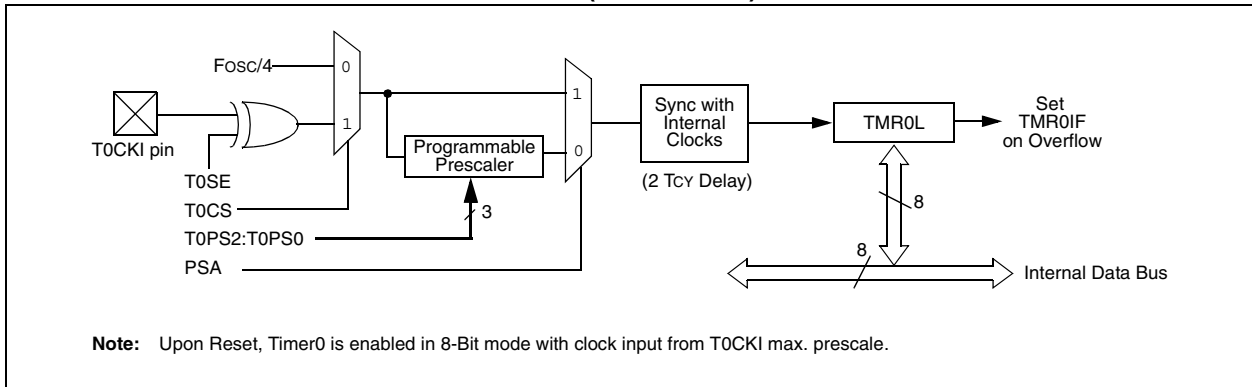 FOSC/4
0
1
T0CKI pin
T0SE
T0CS
T0PS2:T0PS0
PSA
Programmable
Prescaler
3
1
0
Sync with
Internal
Clocks
(2 TCY Delay)
TMR0L
Set
TMR0IF
on Overflow
8
8
Internal Data Bus
Note: Upon Reset, Timer0 is enabled in 8-Bit mode with clock input from T0CKI max. prescale.